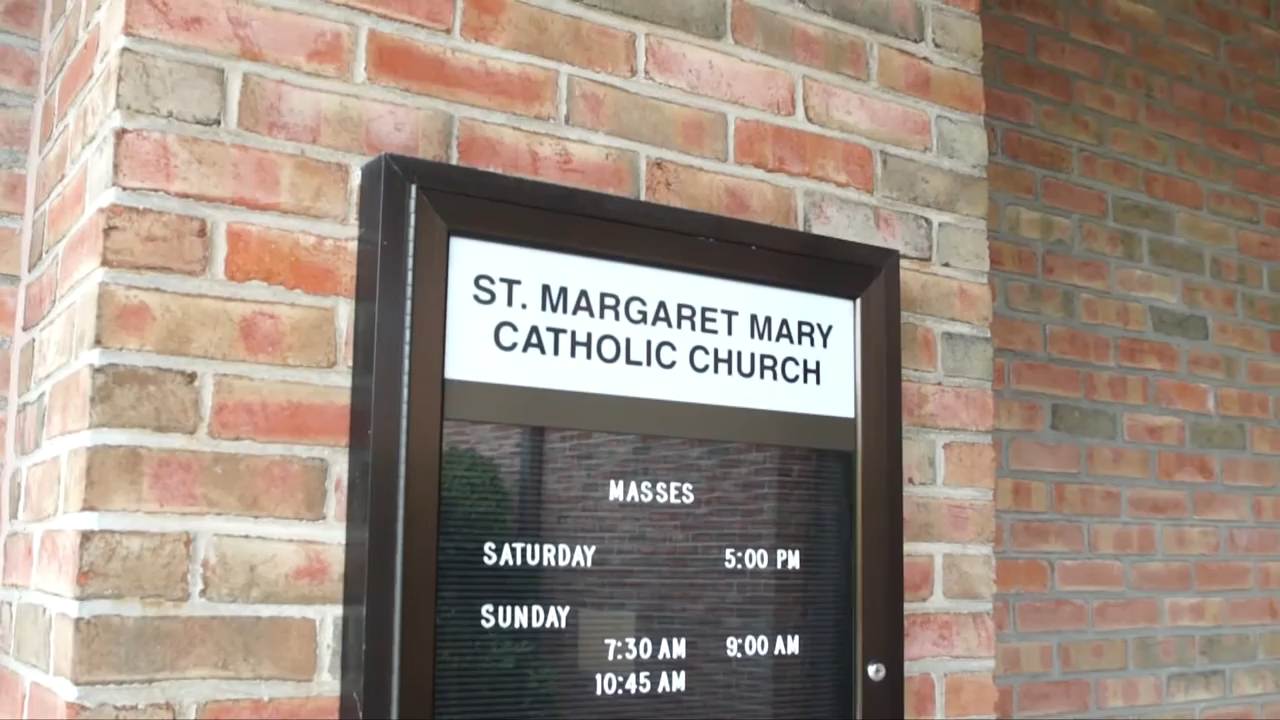 ST. MARGARET MARY
CATHOLIC CHURCH
MASSES
SATURDAY 5:00 PM
SUNDAY
7:30 AM 9:00 AM
10:45 AM